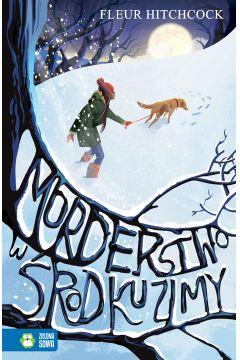 FLEUR HITCHCOCK
MORDERSTWO
W ŚRODKU ZIMY
ZIELONA
SOWA